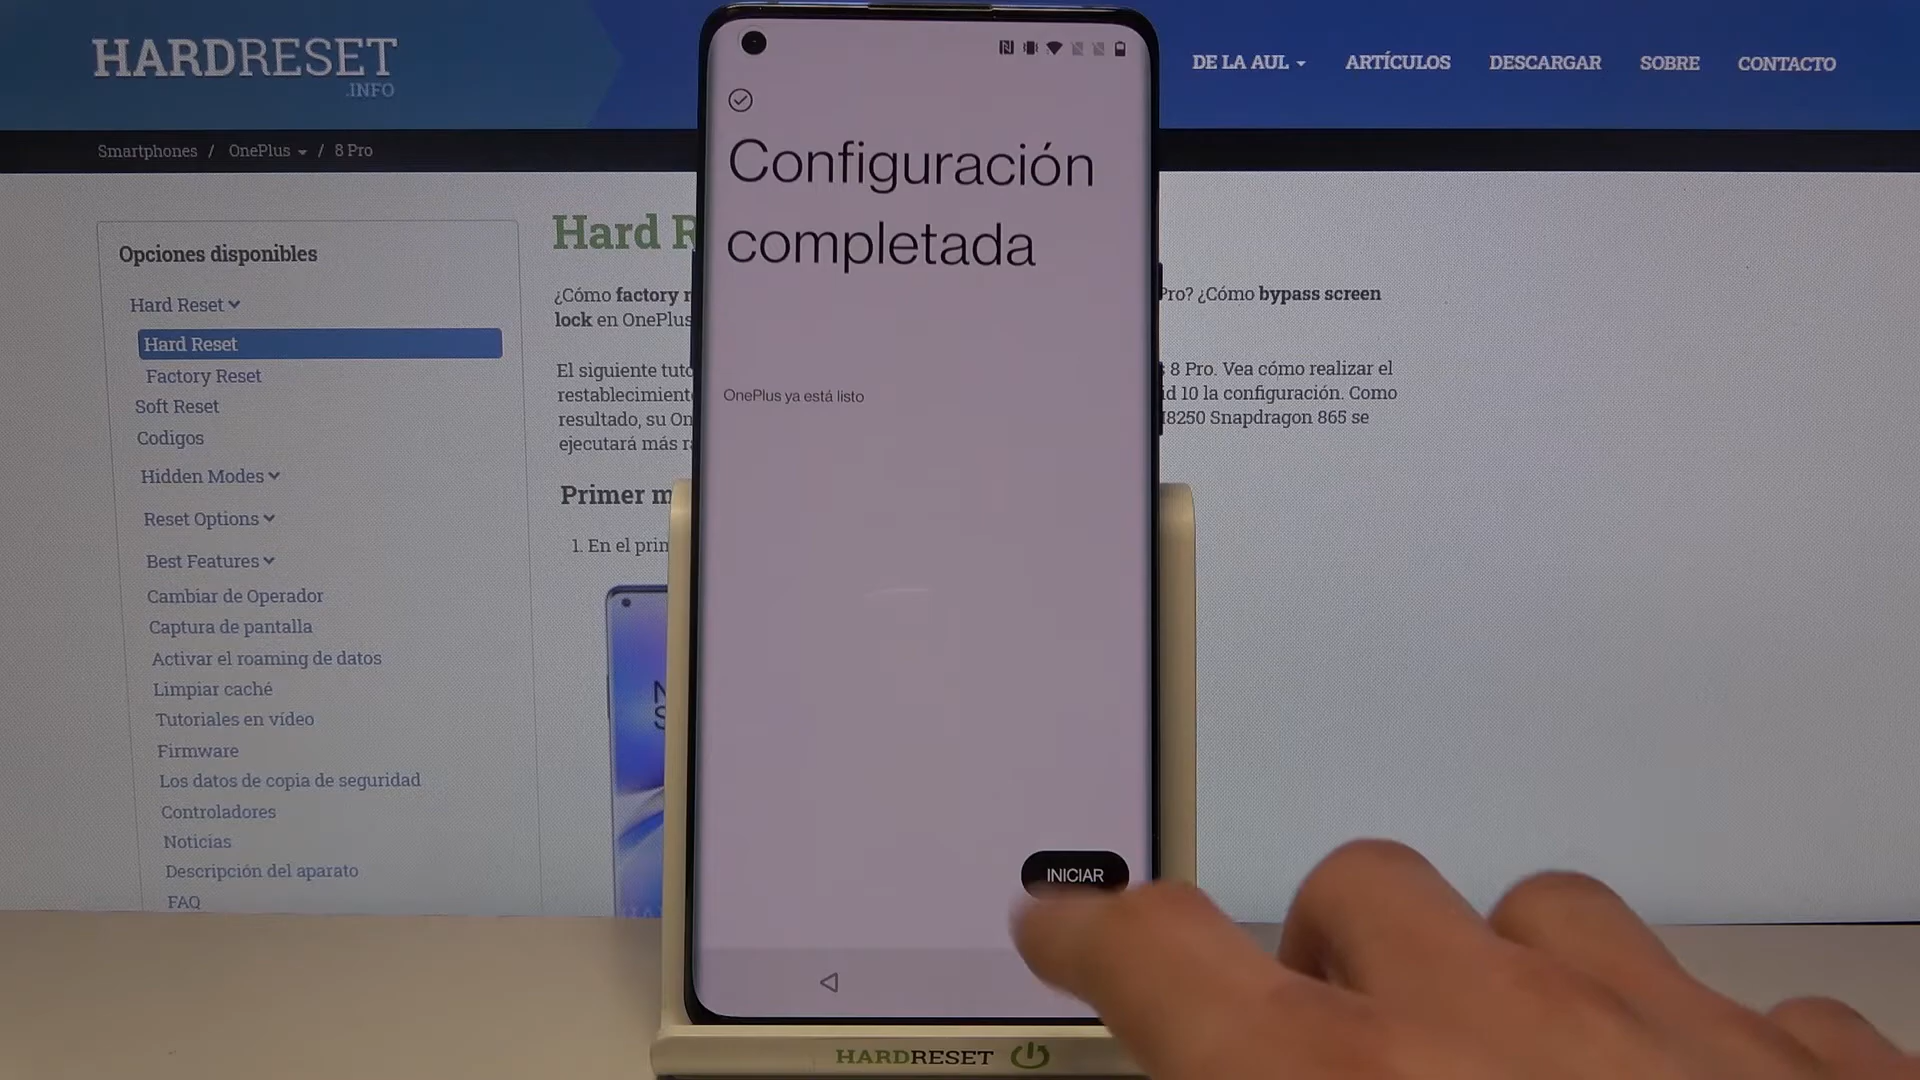 HARDRESET
.INFO
DE LA AUL
ARTÍCULOS
DESCARGAR
SOBRE
CONTACTO
Smartphones / OnePlus / 8 Pro
Opciones disponibles
Hard Reset
Hard Reset
Factory Reset
Soft Reset
Codigos
Hidden Modes
Reset Options
Best Features
Cambiar de Operador
Captura de pantalla
Activar el roaming de datos
Limpiar caché
Tutoriales en vídeo
Firmware
Los datos de copia de seguridad
Controladores
Noticias
Descripción del aparato
FAQ
Hard R
¿Cómo factory r
Pro? ¿Cómo bypass screen
lock en OnePlus
El siguiente tuto
8 Pro. Vea cómo realizar el
restablecimient
id 10 la configuración. Como
resultado, su On
8250 Snapdragon 865 se
ejecutará más r
Primer m
1. En el prin
N
S
Configuración
completada
OnePlus ya está listo
INICIAR
HARDRESET